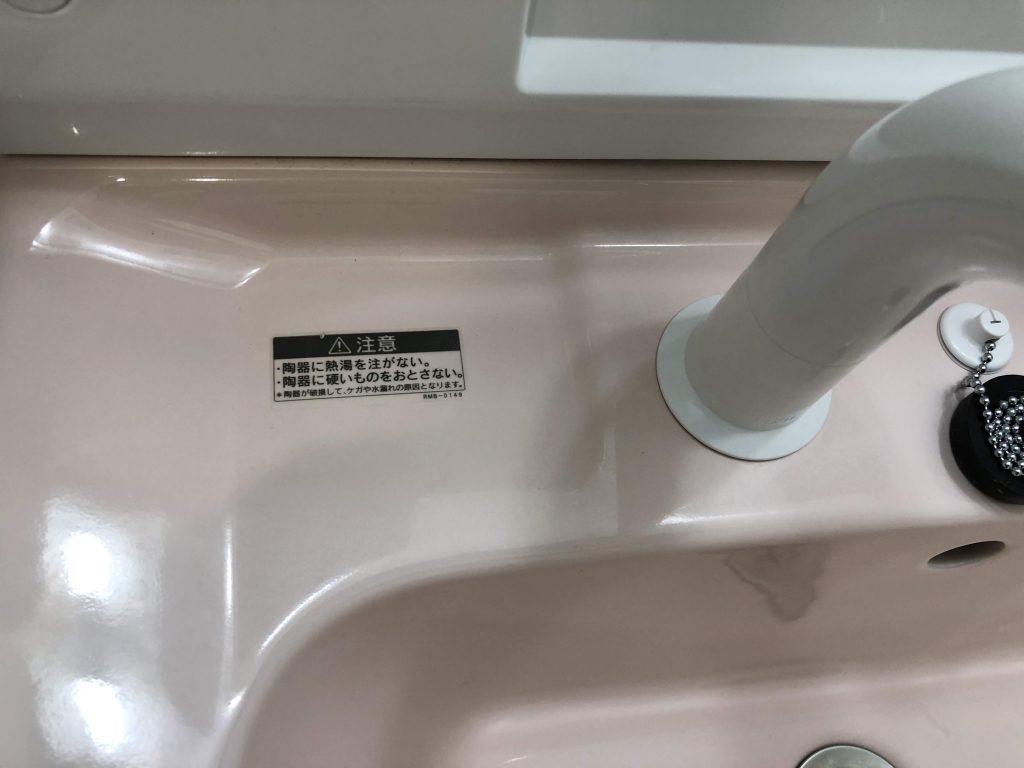 ⚠ 注意
・陶器に熱湯を注がない。
・陶器に硬いものをおとさない。
＊陶器が破損して、ケガや水漏れの原因となります。
RMB-0149